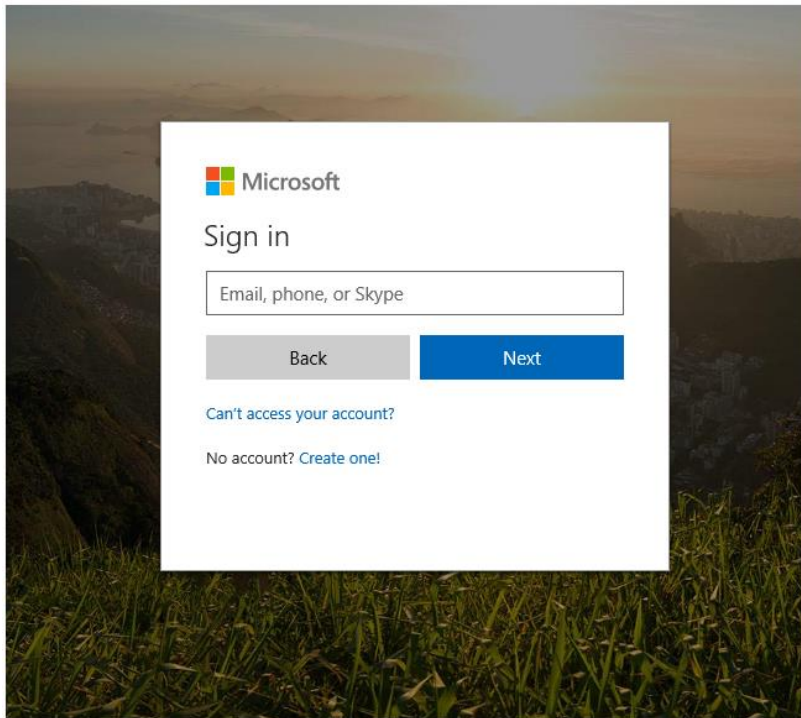 Microsoft
Sign in
Email, phone, or Skype
Back Next
Can't access your account?
No account? Create one!